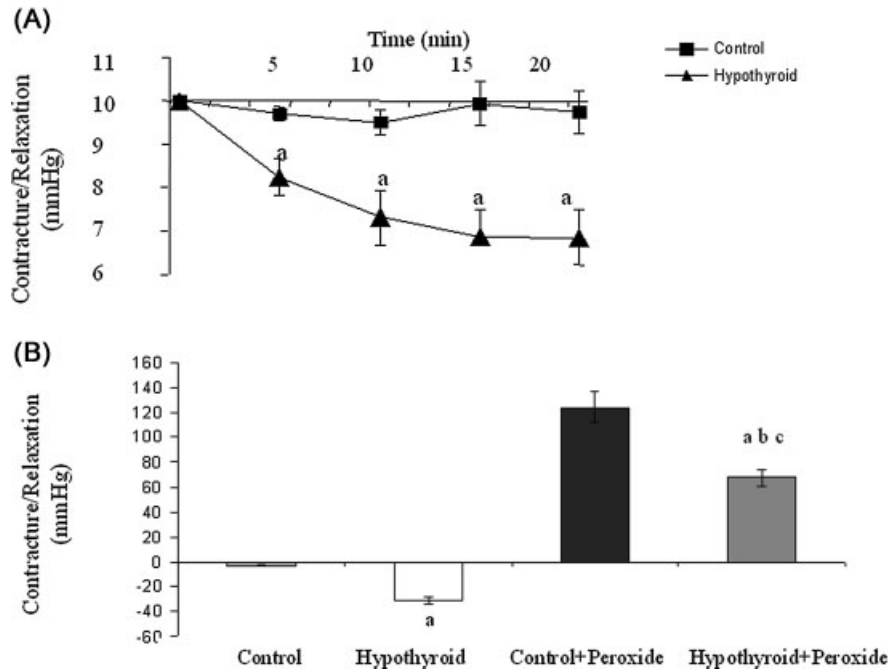 (A)
Time (min)
5 10 15 20
Control
Hypothyroid
11
10
9
8
7
6
Contracture/Relaxation
(mmHg)
a
a
a
a
(B)
160
140
120
100
80
60
40
20
0
-20
-40
-60
Contracture/Relaxation
(mmHg)
a
a b c
Control Hypothyroid Control+Peroxide Hypothyroid+Peroxide